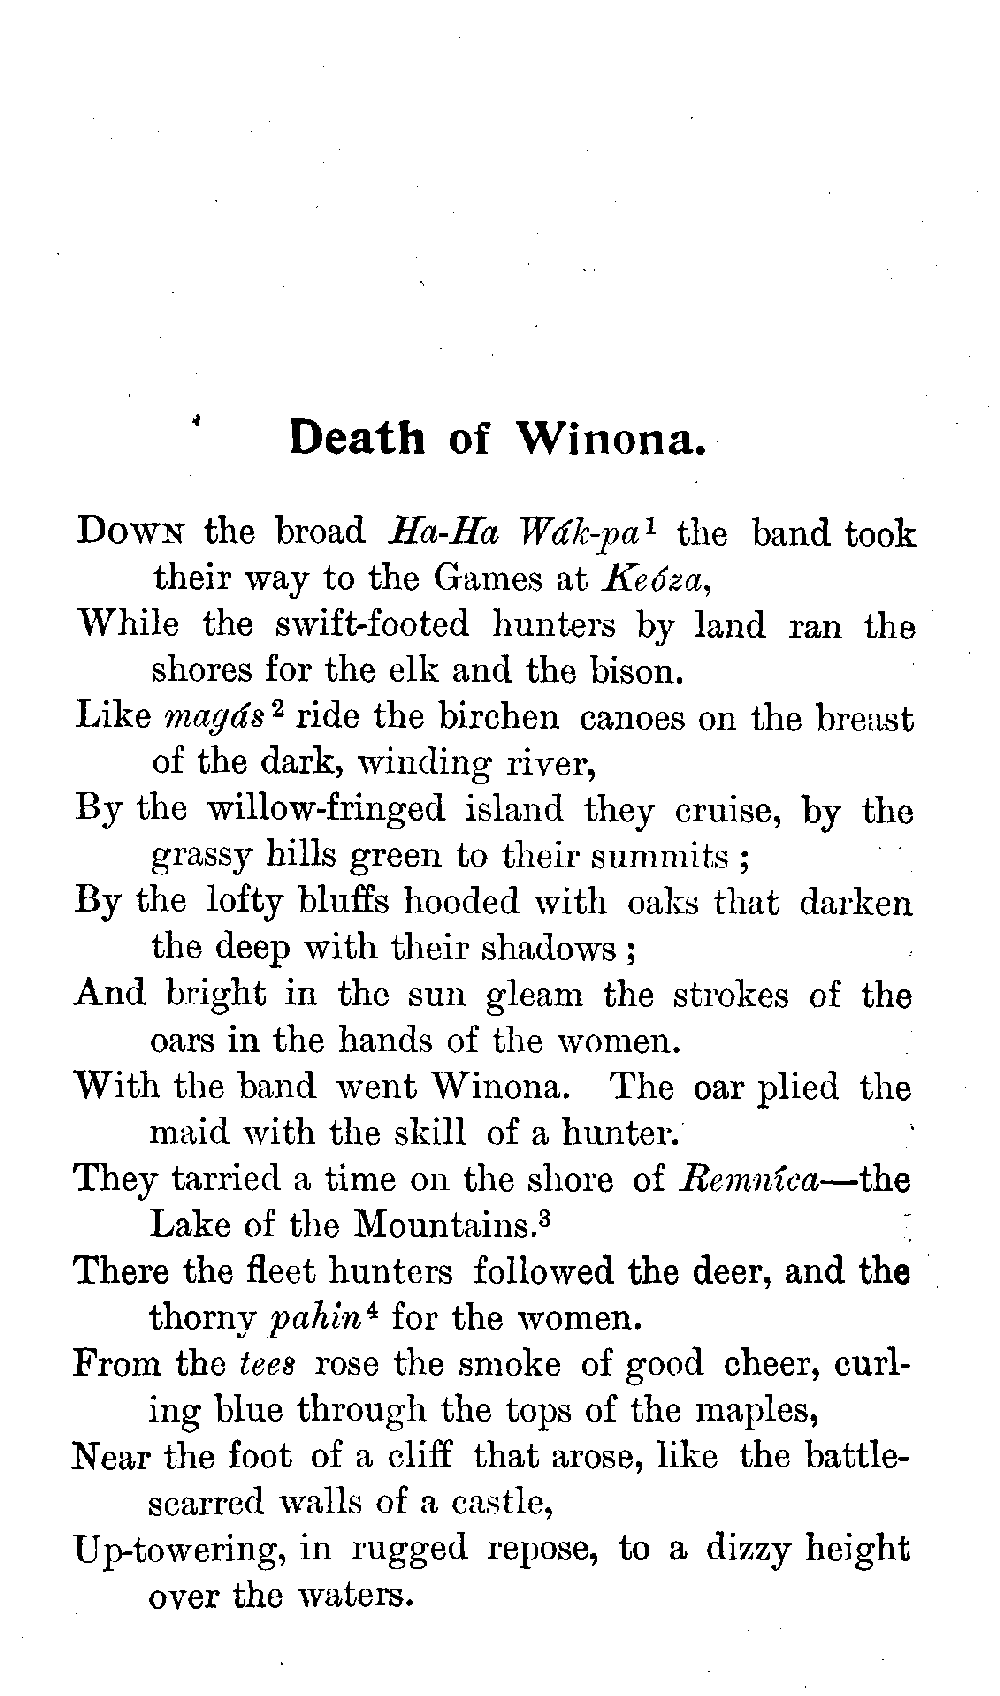 Death of Winona.
Down the broad Ha-Ha Wák-pa¹ the band took
their way to the Games at Keóza,
While the swift-footed hunters by land ran the
shores for the elk and the bison.
Like magás² ride the birchen canoes on the breast
of the dark, winding river,
By the willow-fringed island they cruise, by the
grassy hills green to their summits ;
By the lofty bluffs hooded with oaks that darken
the deep with their shadows ;
And bright in the sun gleam the strokes of the
oars in the hands of the women.
With the band went Winona. The oar plied the
maid with the skill of a hunter.
They tarried a time on the shore of Remníca—the
Lake of the Mountains.³
There the fleet hunters followed the deer, and the
thorny pahin⁴ for the women.
From the tees rose the smoke of good cheer, curl-
ing blue through the tops of the maples,
Near the foot of a cliff that arose, like the battle-
scarred walls of a castle,
Up-towering, in rugged repose, to a dizzy height
over the waters.